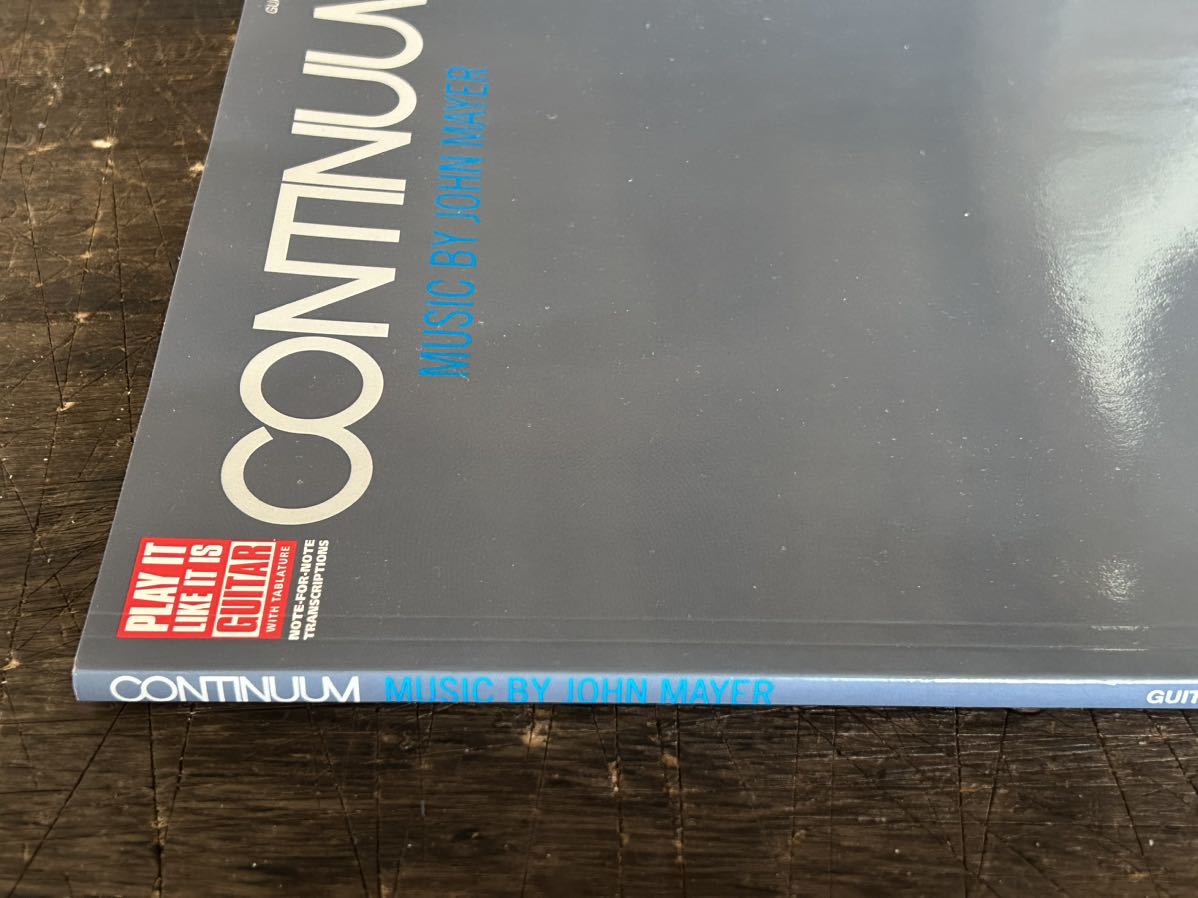 CONTINUUM
MUSIC BY JOHN MAYER
PLAY IT
LIKE IT IS
GUITAR
WITH TABLATURE
NOTE-FOR-NOTE
TRANSCRIPTIONS
CONTINUUM MUSIC BY JOHN MAYER